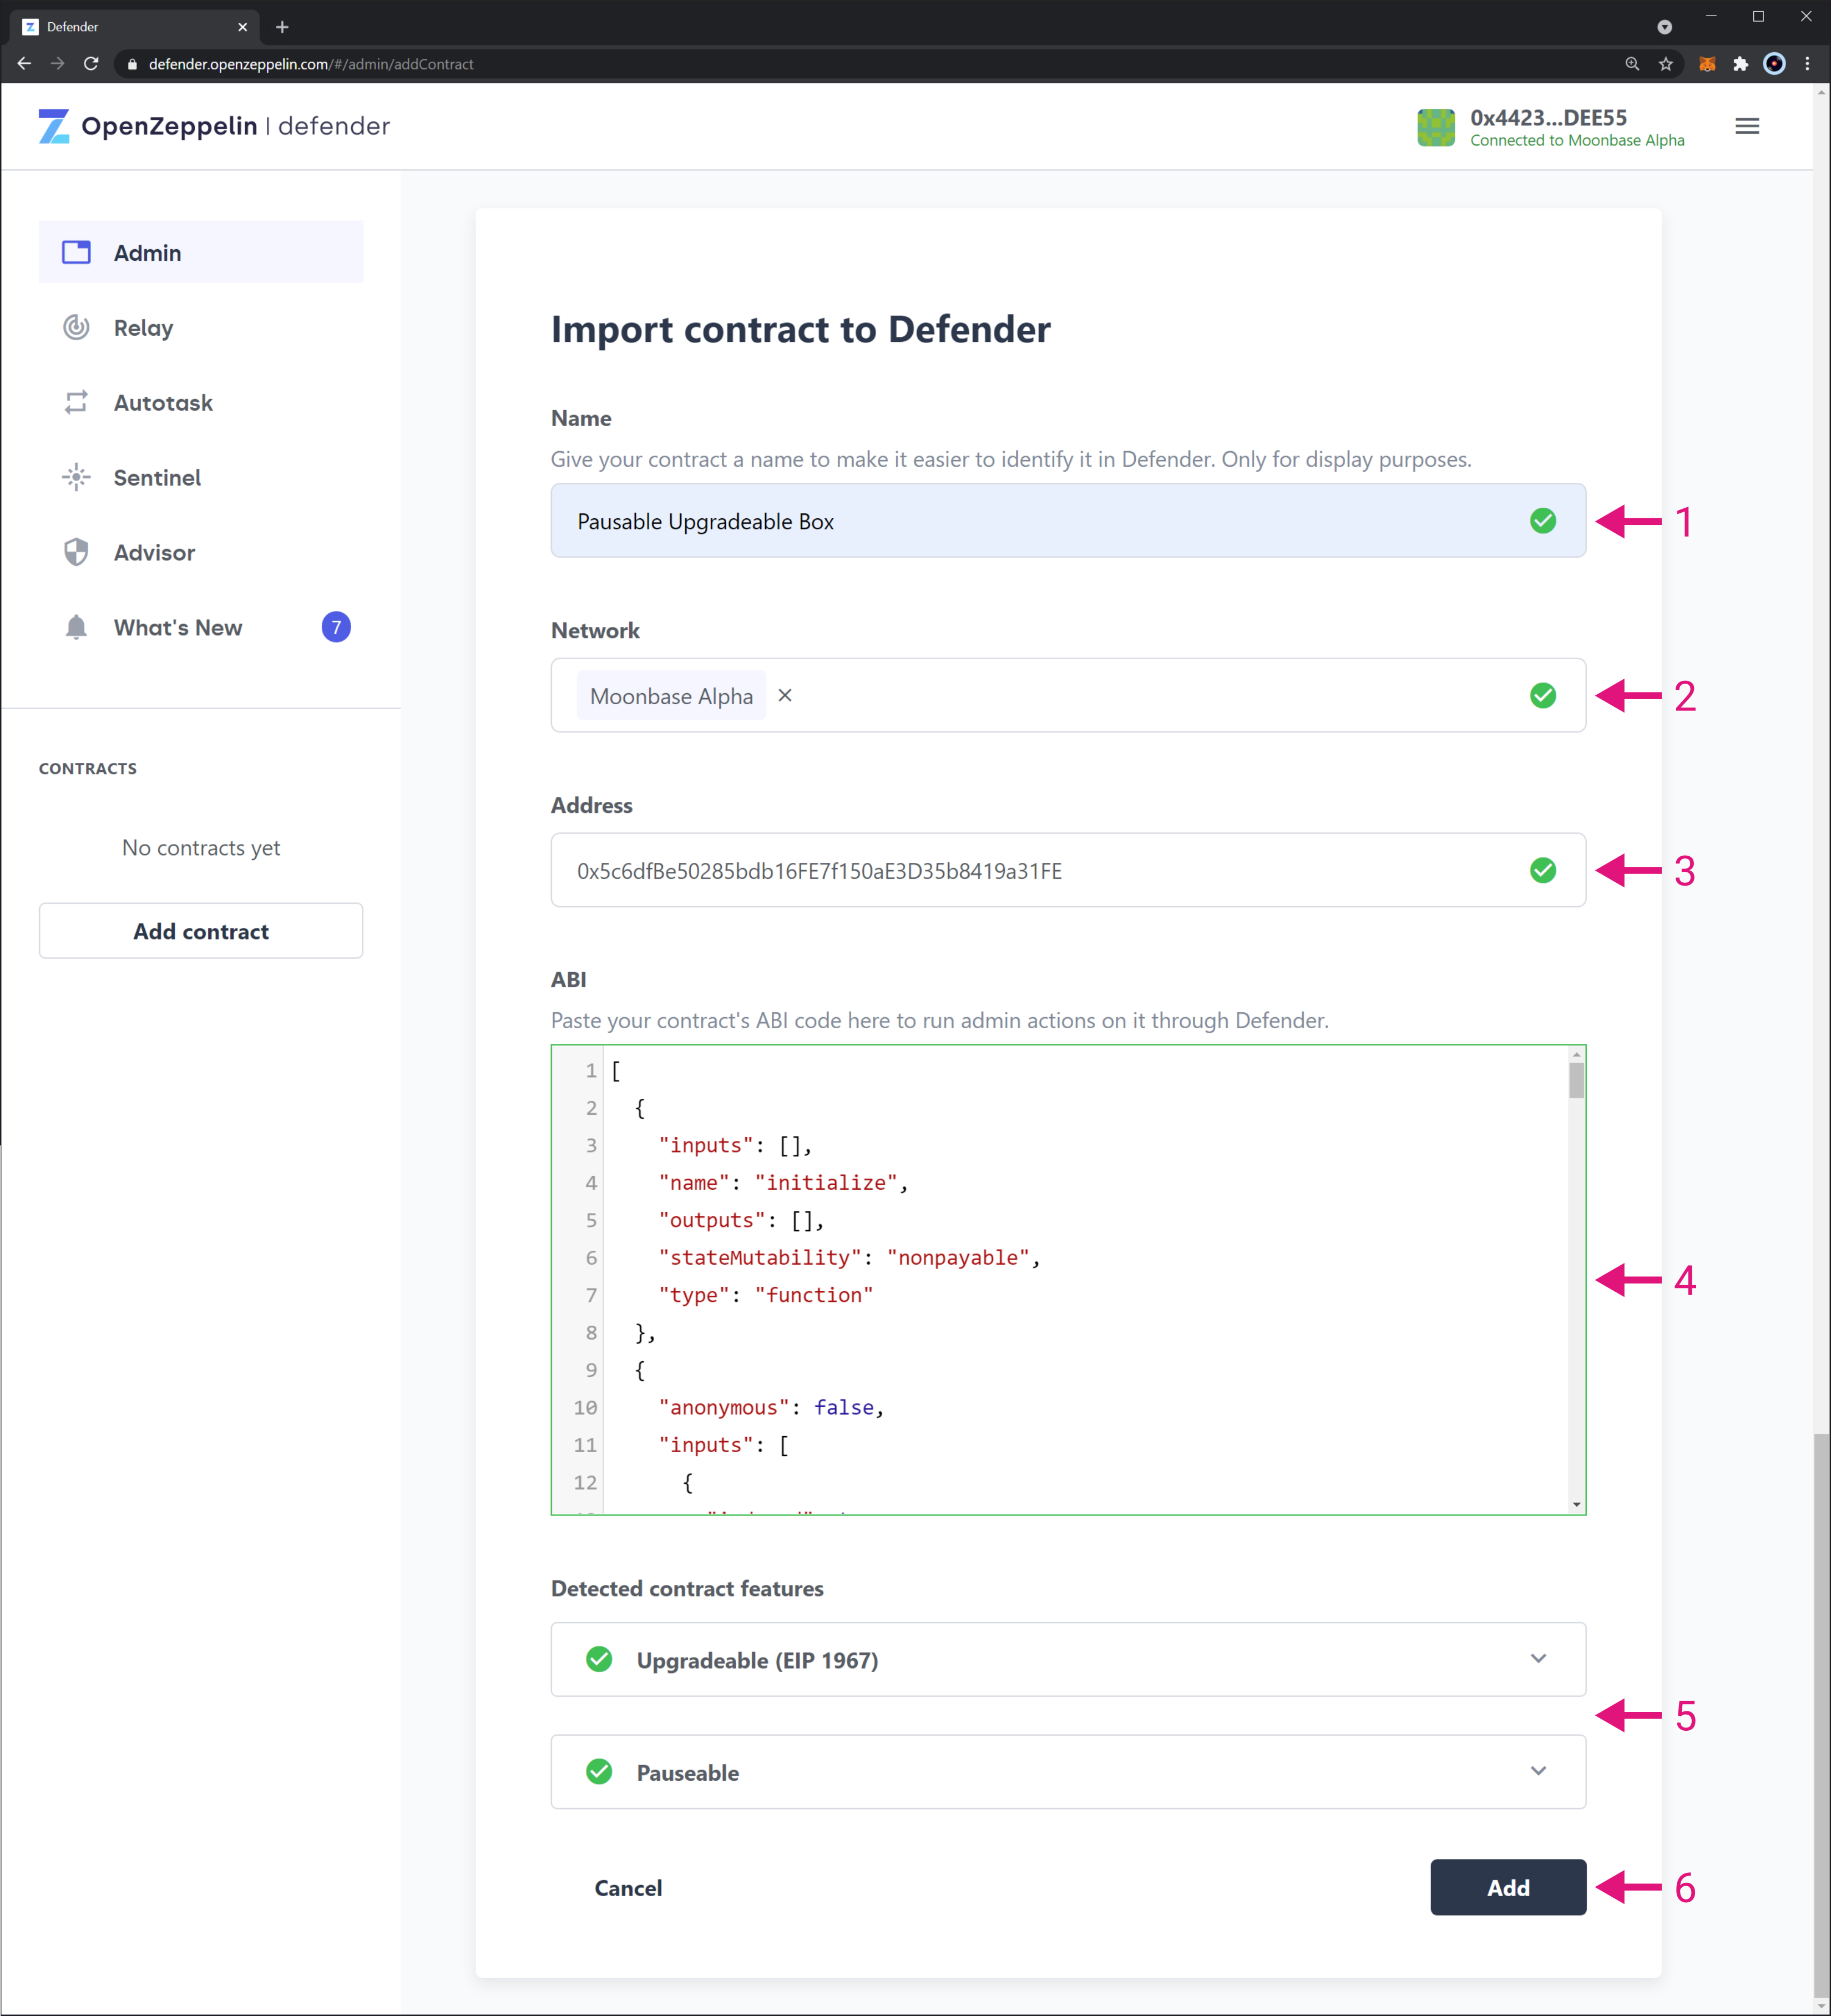 Defender
defender.openzeppelin.com/#/admin/addContract
OpenZeppelin | defender
0x4423...DEE55
Connected to Moonbase Alpha
Admin
Relay
Autotask
Sentinel
Advisor
What's New 7
CONTRACTS
No contracts yet
Add contract
Import contract to Defender
Name
Give your contract a name to make it easier to identify it in Defender. Only for display purposes.
Pausable Upgradeable Box
1
Network
Moonbase Alpha ×
2
Address
0x5c6dfBe50285bdb16FE7f150aE3D35b8419a31FE
3
ABI
Paste your contract's ABI code here to run admin actions on it through Defender.
1 [
2 {
3 "inputs": [],
4 "name": "initialize",
5 "outputs": [],
6 "stateMutability": "nonpayable",
7 "type": "function"
8 },
9 {
10 "anonymous": false,
11 "inputs": [
12 {
4
Detected contract features
Upgradeable (EIP 1967)
5
Pauseable
Cancel
Add
6